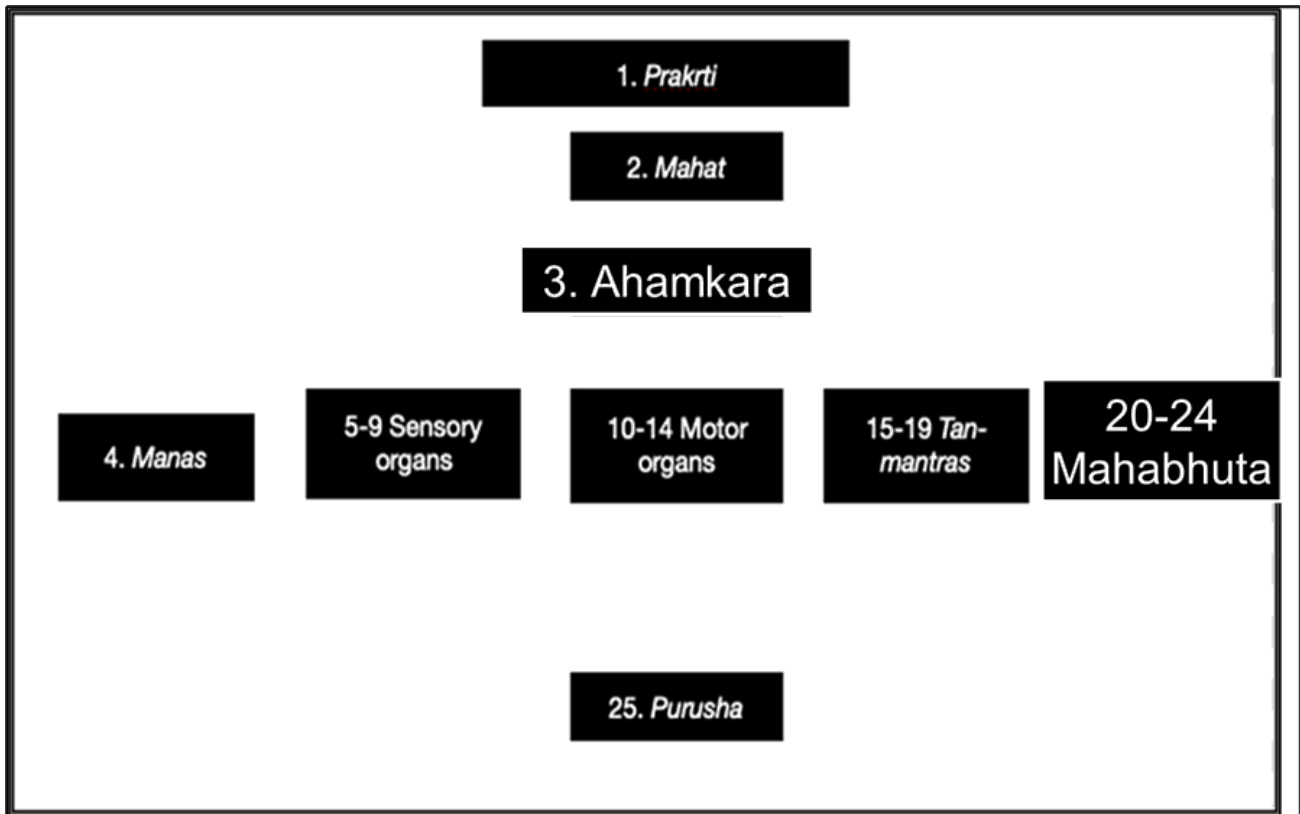 1. Prakrti
2. Mahat
3. Ahamkara
4. Manas
5-9 Sensory
organs
10-14 Motor
organs
15-19 Tan-
mantras
20-24
Mahabhuta
25. Purusha